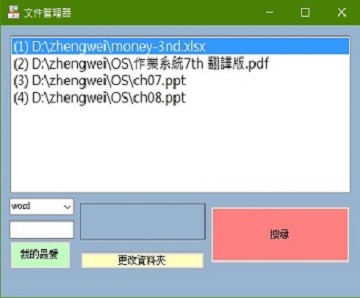 文件管理器
(1) D:\zhengwei\money-3nd.xlsx
(2) D:\zhengwei\OS\作業系統7th 翻譯版.pdf
(3) D:\zhengwei\OS\ch07.ppt
(4) D:\zhengwei\OS\ch08.ppt
word
搜尋
我的最愛
更改資料夾